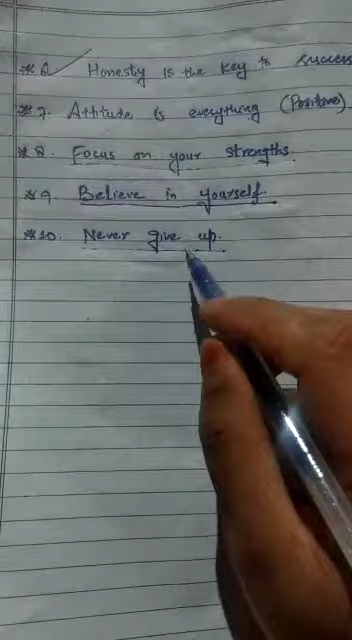 *6. Honesty is the key to success
*7. Attitude is everything (Positive)
*8. Focus on your strengths.
*9. Believe in yourself.
*10. Never give up.